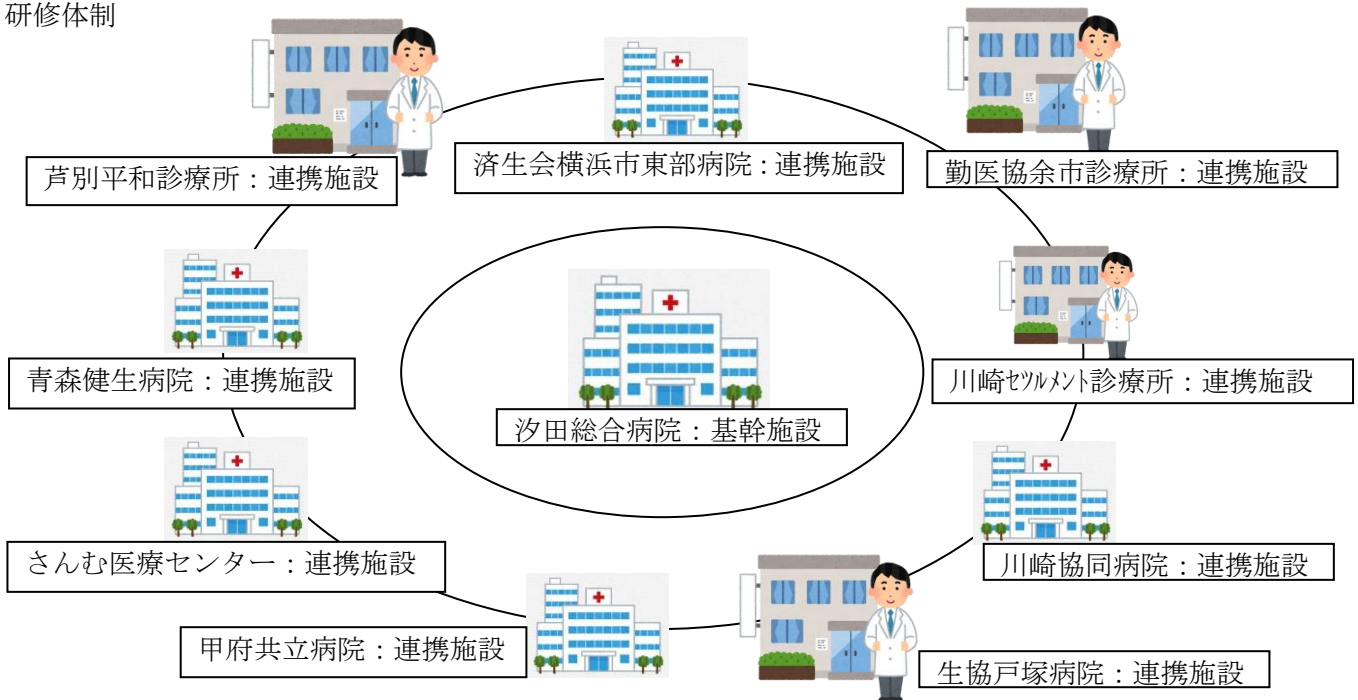 研修体制
芦別平和診療所：連携施設
済生会横浜市東部病院：連携施設
勤医協余市診療所：連携施設
青森健生病院：連携施設
川崎ｾﾂﾙﾒﾝﾄ診療所：連携施設
汐田総合病院：基幹施設
さんむ医療センター：連携施設
川崎協同病院：連携施設
甲府共立病院：連携施設
生協戸塚病院：連携施設